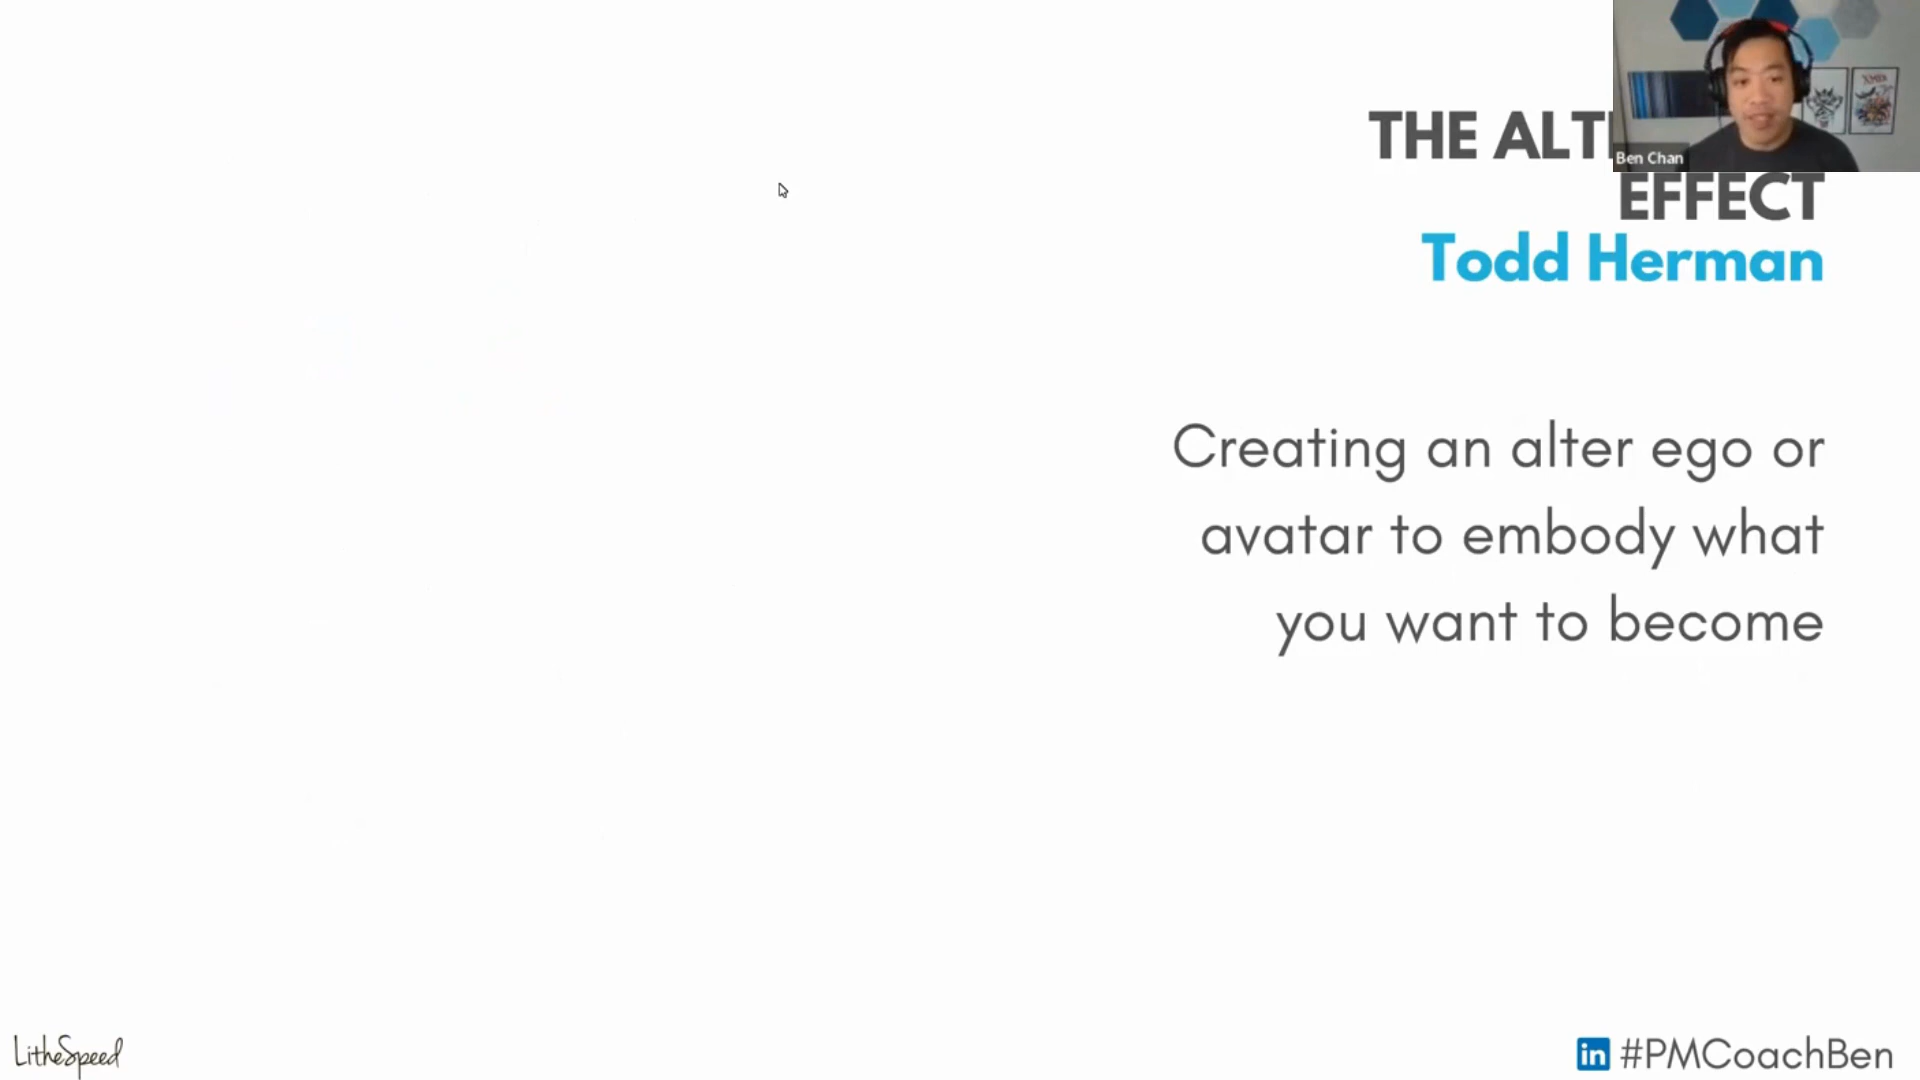 THE ALT
EFFECT
Todd Herman
Ben Chan
Creating an alter ego or
avatar to embody what
you want to become
LitheSpeed
in #PMCoachBen